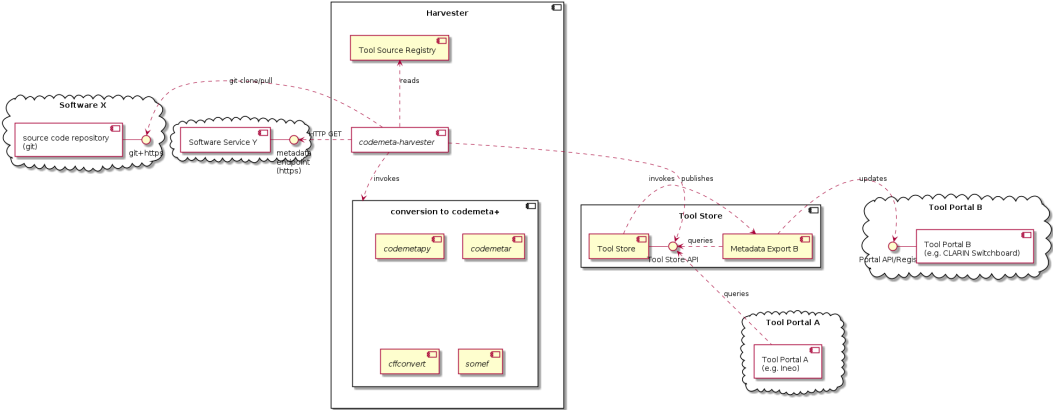 Harvester
Tool Source Registry
reads
git clone/pull
Software X
source code repository
(git)
git+https
Software Service Y
HTTP GET
metadata
endpoint
(https)
codemeta-harvester
invokes
conversion to codemeta+
codemetapy
codemetar
cffconvert
somef
invokes
publishes
Tool Store
Tool Store
Tool Store API
queries
Metadata Export B
updates
Tool Portal B
Portal API/Regis
Tool Portal B
(e.g. CLARIN Switchboard)
queries
Tool Portal A
Tool Portal A
(e.g. Ineo)